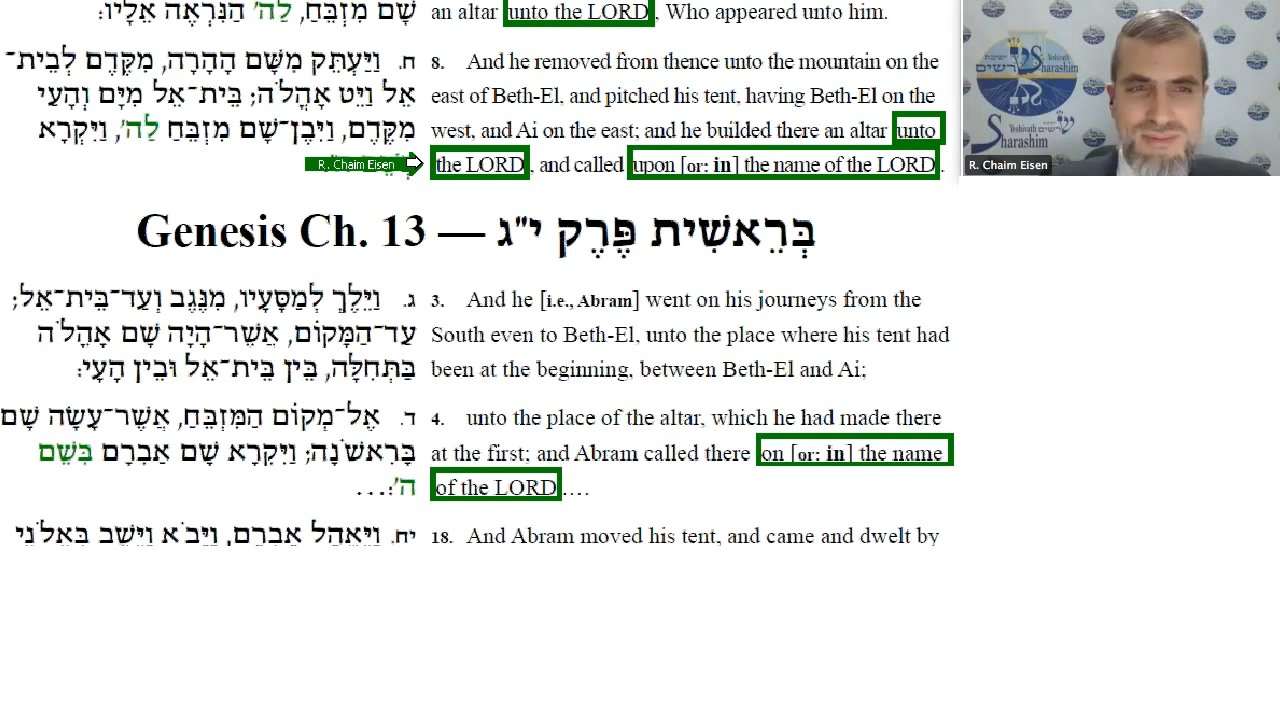 שָׁם מִזְבֵּחַ, לַה' הַנִּרְאֶה אֵלָיו:
an altar unto the LORD, Who appeared unto him.
ח. וַיַּעְתֵּק מִשָּׁם הָהָרָה, מִקֶּדֶם לְבֵית־
אֵל וַיֵּט אָהֳלֹה; בֵּית־אֵל מִיָּם וְהָעַי
מִקֶּדֶם, וַיִּבֶן־שָׁם מִזְבֵּחַ לַה', וַיִּקְרָא
8. And he removed from thence unto the mountain on the
east of Beth-El, and pitched his tent, having Beth-El on the
west, and Ai on the east; and he builded there an altar unto
the LORD, and called upon [or: in] the name of the LORD.
R. Chaim Eisen
Genesis Ch. 13 — בְּרֵאשִׁית פֶּרֶק י"ג
ג. וַיֵּלֶךְ לְמַסָּעָיו, מִנֶּגֶב וְעַד־בֵּית־אֵל;
עַד־הַמָּקוֹם, אֲשֶׁר־הָיָה שָׁם אָהֳלֹה
בַּתְּחִלָּה, בֵּין בֵּית־אֵל וּבֵין הָעָי:
3. And he [i.e., Abram] went on his journeys from the
South even to Beth-El, unto the place where his tent had
been at the beginning, between Beth-El and Ai;
ד. אֶל־מְקוֹם הַמִּזְבֵּחַ, אֲשֶׁר־עָשָׂה שָׁם
בָּרִאשֹׁנָה; וַיִּקְרָא שָׁם אַבְרָם בְּשֵׁם
ה':...
4. unto the place of the altar, which he had made there
at the first; and Abram called there on [or: in] the name
of the LORD....
יח. וַיֶּאֱהַל אַבְרָם, וַיָּבֹא וַיֵּשֶׁב בְּאֵלֹנֵי
18. And Abram moved his tent, and came and dwelt by
ישיבת שרשים
Sharashim
Yeshivath שרשים
Sharashim
R. Chaim Eisen